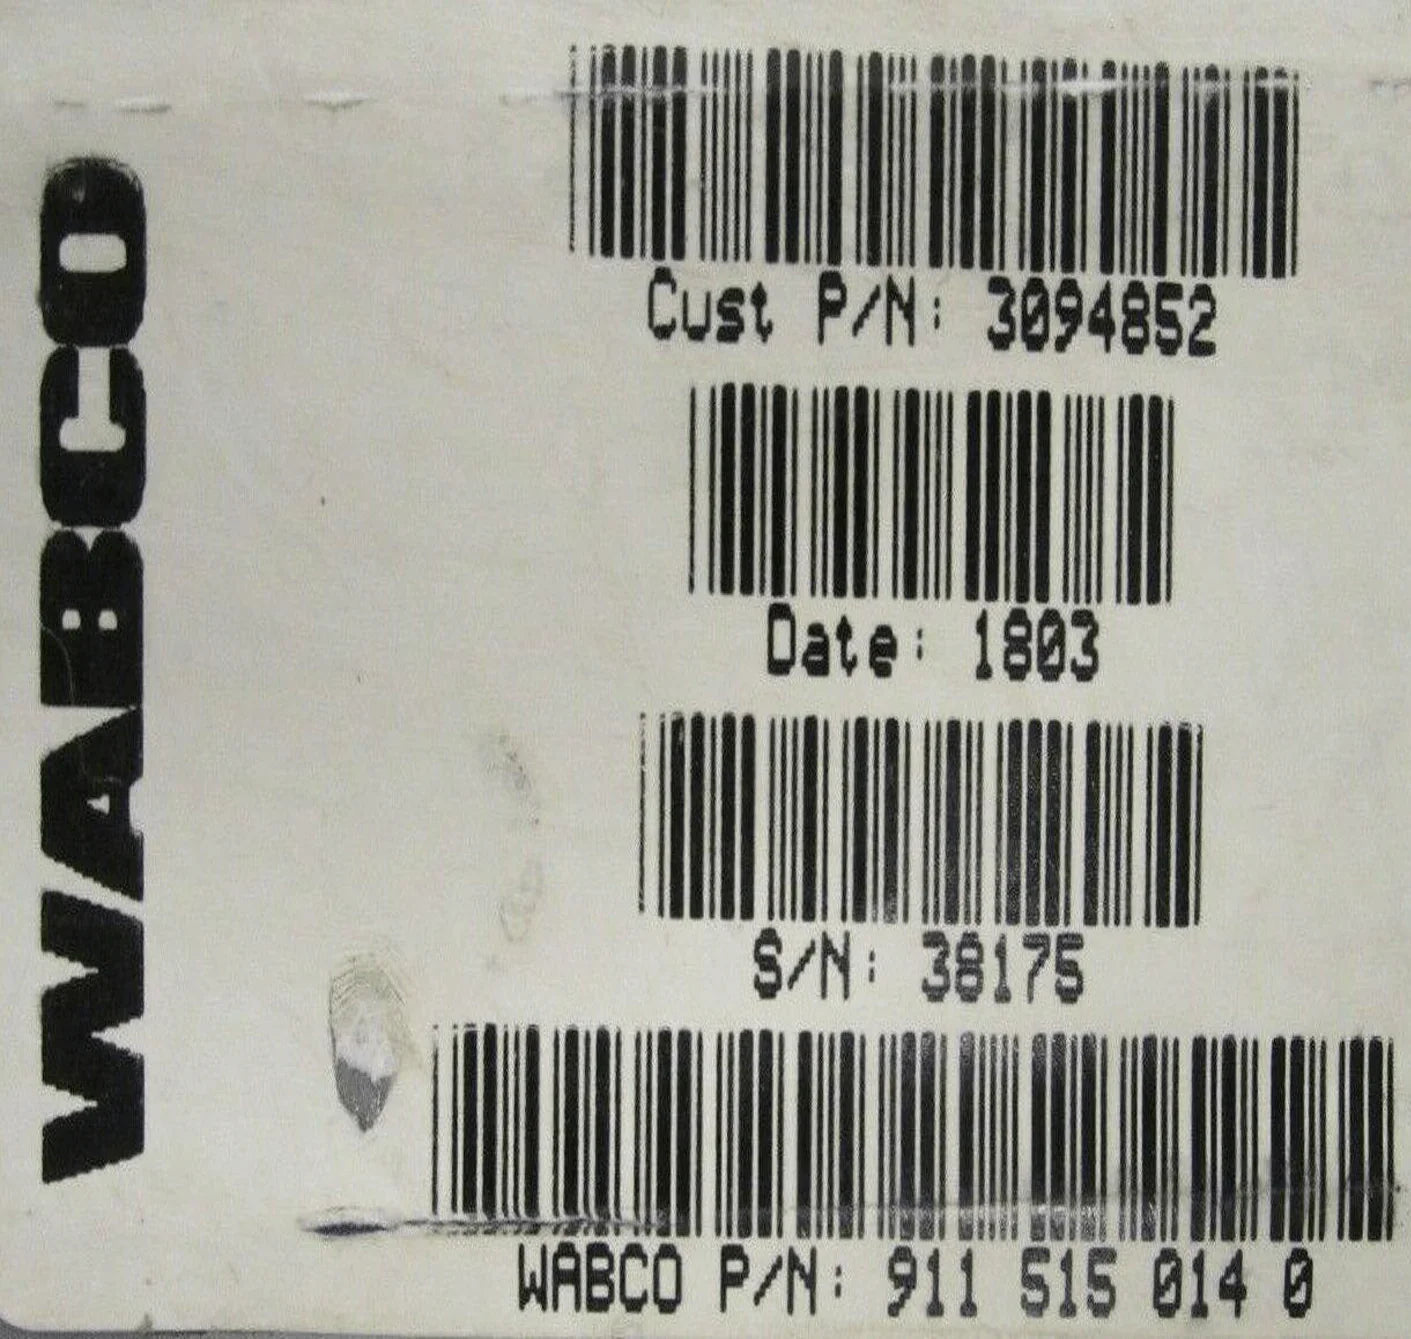 WABCO
Cust P/N: 3094852
Date: 1803
S/N: 38175
WABCO P/N: 911 515 014 0